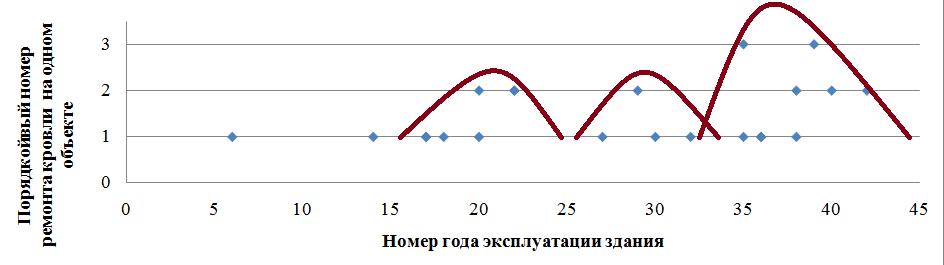 Порядкойвый номер
ремонта кровли на одном
объекте
3
2
1
0
0 5 10 15 20 25 30 35 40 45
Номер года эксплуатации здания